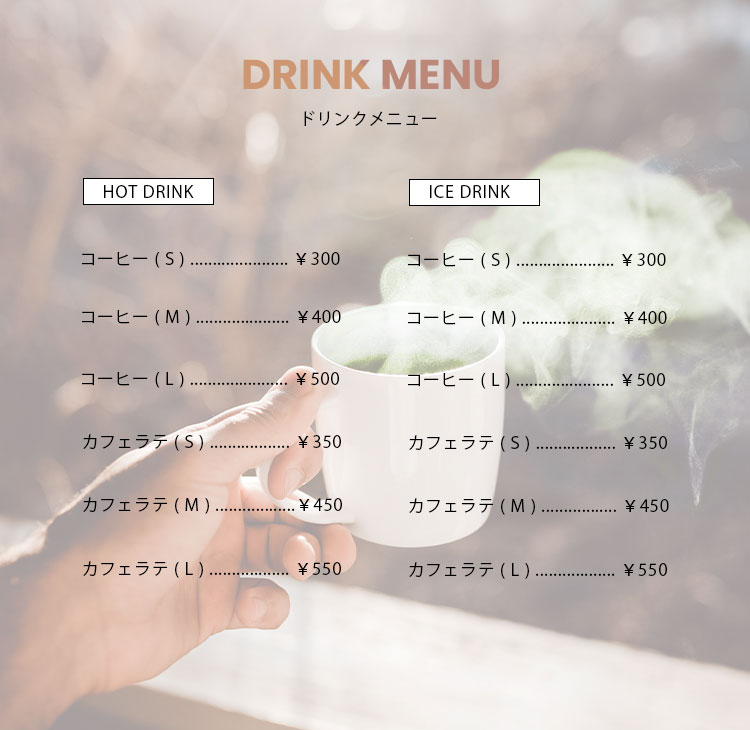 DRINK MENU
ドリンクメニュー
HOT DRINK
コーヒー ( S ) ...................... ￥300
コーヒー ( M ) ..................... ￥400
コーヒー ( L ) ...................... ￥500
カフェラテ ( S ) .................. ￥350
カフェラテ ( M ) .................. ￥450
カフェラテ ( L ) .................. ￥550
ICE DRINK
コーヒー ( S ) ...................... ￥300
コーヒー ( M ) ..................... ￥400
コーヒー ( L ) ...................... ￥500
カフェラテ ( S ) .................. ￥350
カフェラテ ( M ) ................. ￥450
カフェラテ ( L ) .................. ￥550